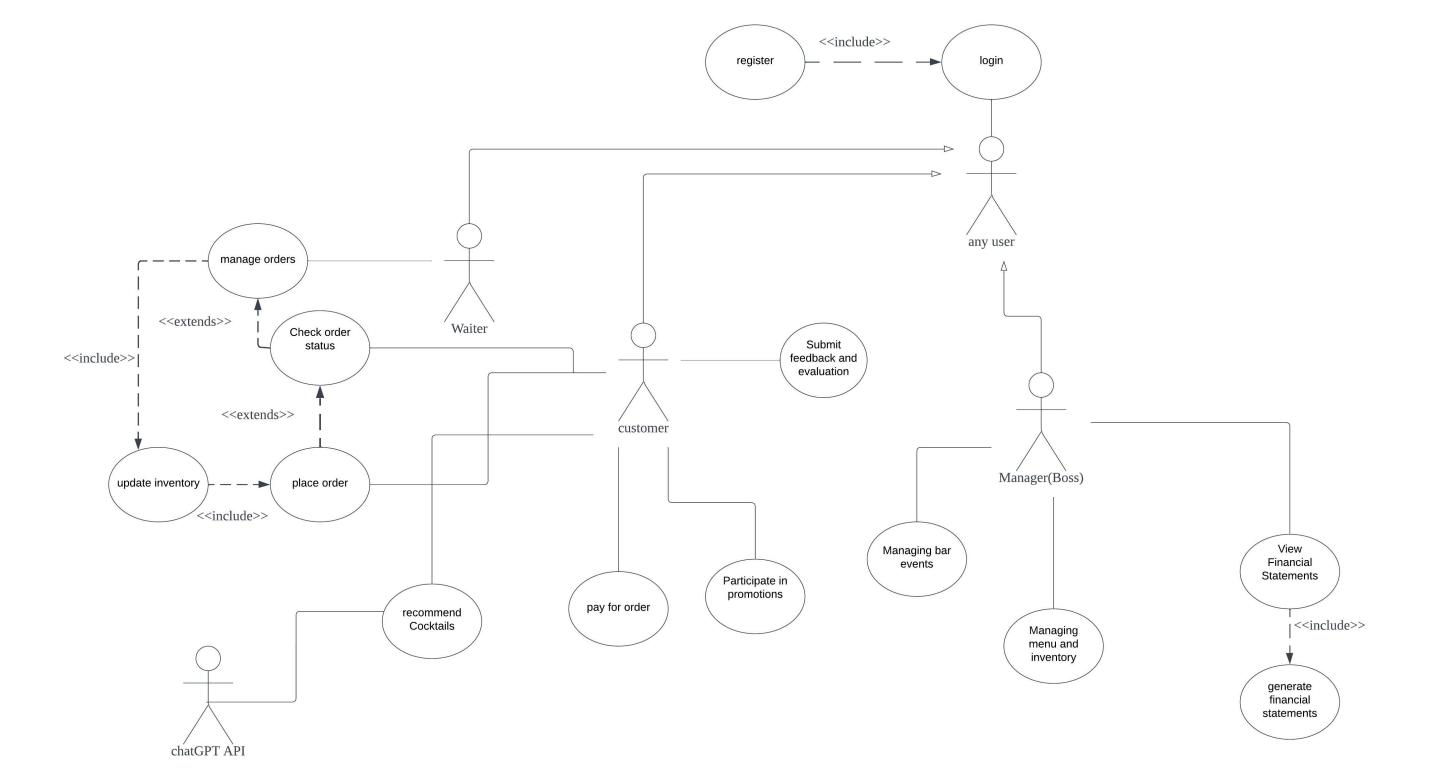 <<include>>
register
login
any user
manage orders
Waiter
<<extends>>
Check order
status
<<include>>
Submit
feedback and
evaluation
<<extends>>
customer
update inventory
place order
<<include>>
Manager(Boss)
Managing bar
events
View
Financial
Statements
recommend
Cocktails
pay for order
Participate in
promotions
Managing
menu and
inventory
<<include>>
generate
financial
statements
chatGPT API